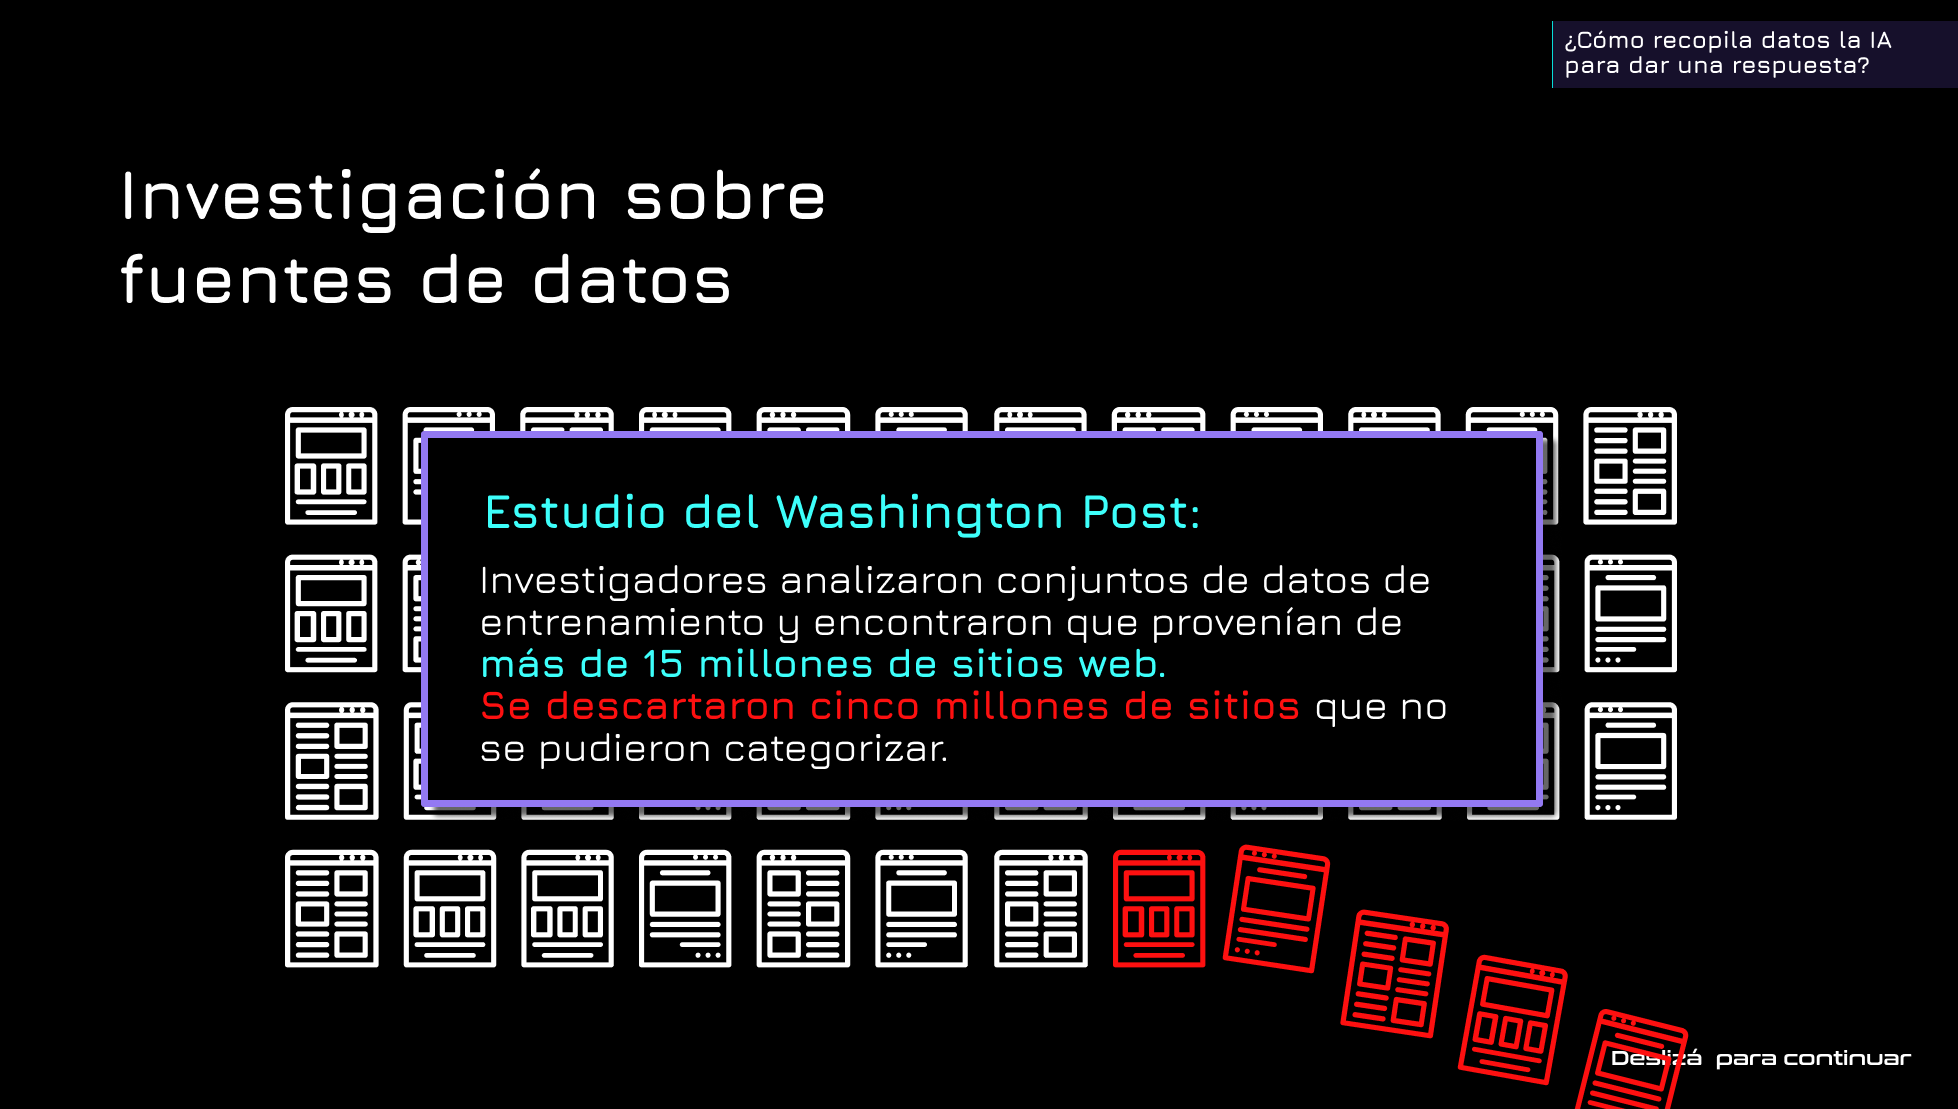 ¿Cómo recopila datos la IA
para dar una respuesta?
Investigación sobre
fuentes de datos
Estudio del Washington Post:
Investigadores analizaron conjuntos de datos de
entrenamiento y encontraron que provenían de
más de 15 millones de sitios web.
Se descartaron cinco millones de sitios que no
se pudieron categorizar.
Deslizá para continuar